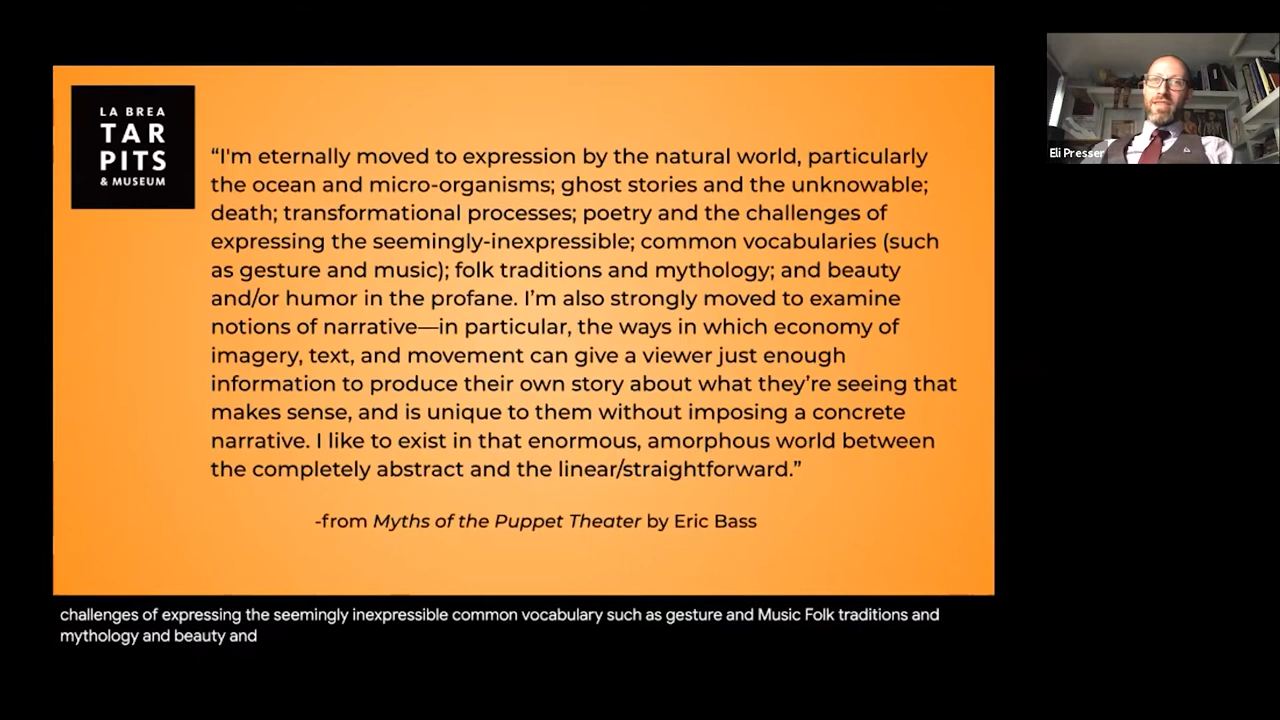 LA BREA
TAR
PITS
& MUSEUM
“I'm eternally moved to expression by the natural world, particularly
the ocean and micro-organisms; ghost stories and the unknowable;
death; transformational processes; poetry and the challenges of
expressing the seemingly-inexpressible; common vocabularies (such
as gesture and music); folk traditions and mythology; and beauty
and/or humor in the profane. I’m also strongly moved to examine
notions of narrative—in particular, the ways in which economy of
imagery, text, and movement can give a viewer just enough
information to produce their own story about what they’re seeing that
makes sense, and is unique to them without imposing a concrete
narrative. I like to exist in that enormous, amorphous world between
the completely abstract and the linear/straightforward.”
-from Myths of the Puppet Theater by Eric Bass
Eli Presser
challenges of expressing the seemingly inexpressible common vocabulary such as gesture and Music Folk traditions and
mythology and beauty and